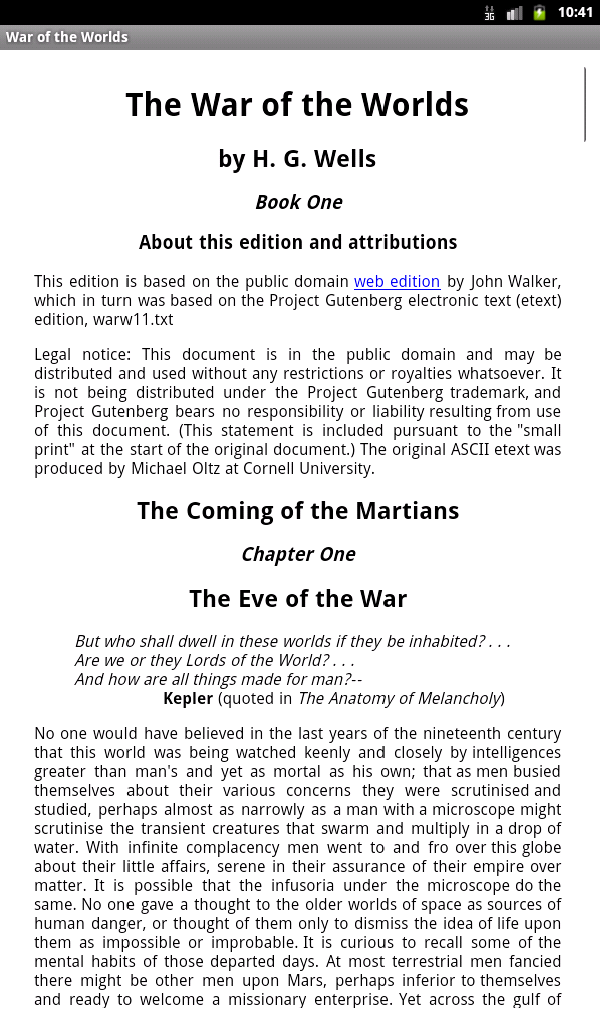 3G 10:41
War of the Worlds
The War of the Worlds
by H. G. Wells
Book One
About this edition and attributions
This edition is based on the public domain web edition by John Walker,
which in turn was based on the Project Gutenberg electronic text (etext)
edition, warw11.txt
Legal notice: This document is in the public domain and may be
distributed and used without any restrictions or royalties whatsoever. It
is not being distributed under the Project Gutenberg trademark, and
Project Gutenberg bears no responsibility or liability resulting from use
of this document. (This statement is included pursuant to the "small
print" at the start of the original document.) The original ASCII etext was
produced by Michael Oltz at Cornell University.
The Coming of the Martians
Chapter One
The Eve of the War
But who shall dwell in these worlds if they be inhabited? . . .
Are we or they Lords of the World? . . .
And how are all things made for man?--
Kepler (quoted in The Anatomy of Melancholy)
No one would have believed in the last years of the nineteenth century
that this world was being watched keenly and closely by intelligences
greater than man's and yet as mortal as his own; that as men busied
themselves about their various concerns they were scrutinised and
studied, perhaps almost as narrowly as a man with a microscope might
scrutinise the transient creatures that swarm and multiply in a drop of
water. With infinite complacency men went to and fro over this globe
about their little affairs, serene in their assurance of their empire over
matter. It is possible that the infusoria under the microscope do the
same. No one gave a thought to the older worlds of space as sources of
human danger, or thought of them only to dismiss the idea of life upon
them as impossible or improbable. It is curious to recall some of the
mental habits of those departed days. At most terrestrial men fancied
there might be other men upon Mars, perhaps inferior to themselves
and ready to welcome a missionary enterprise. Yet across the gulf of